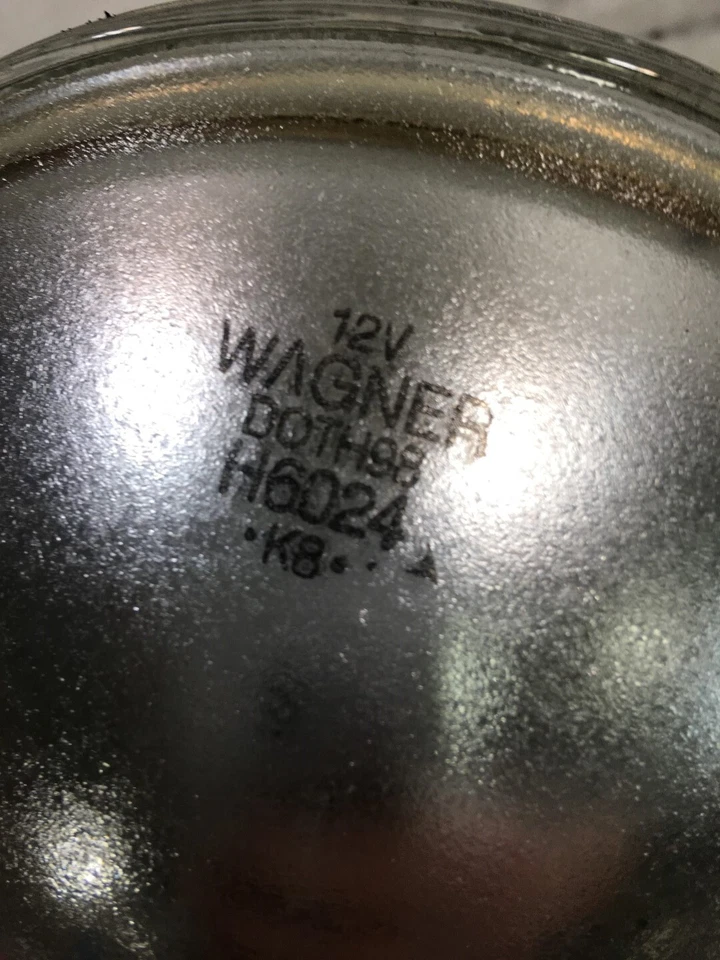 12V
WAGNER
DOTH98
H6024
·K8·· ▲